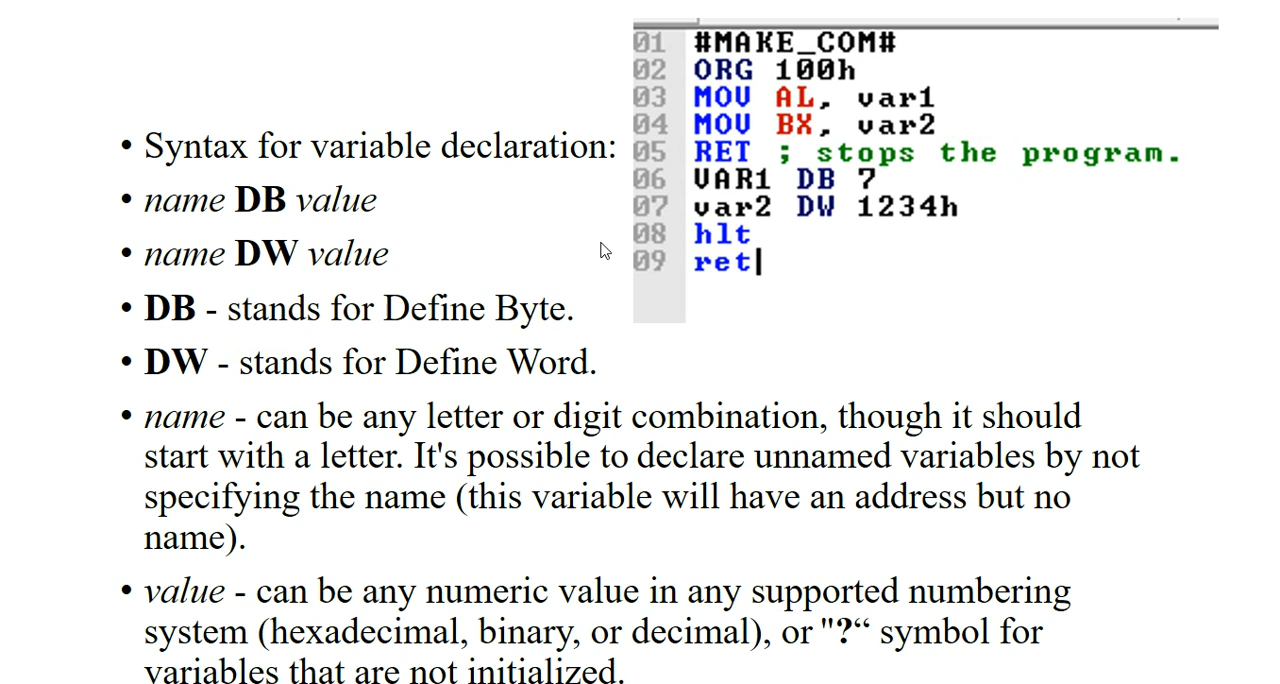 • Syntax for variable declaration:
• name DB value
• name DW value
• DB - stands for Define Byte.
• DW - stands for Define Word.
01 #MAKE_COM#
02 ORG 100h
03 MOV AL, var1
04 MOV BX, var2
05 RET ; stops the program.
06 VAR1 DB 7
07 var2 DW 1234h
08 hlt
09 ret
• name - can be any letter or digit combination, though it should
start with a letter. It's possible to declare unnamed variables by not
specifying the name (this variable will have an address but no
name).
• value - can be any numeric value in any supported numbering
system (hexadecimal, binary, or decimal), or "?“ symbol for
variables that are not initialized.